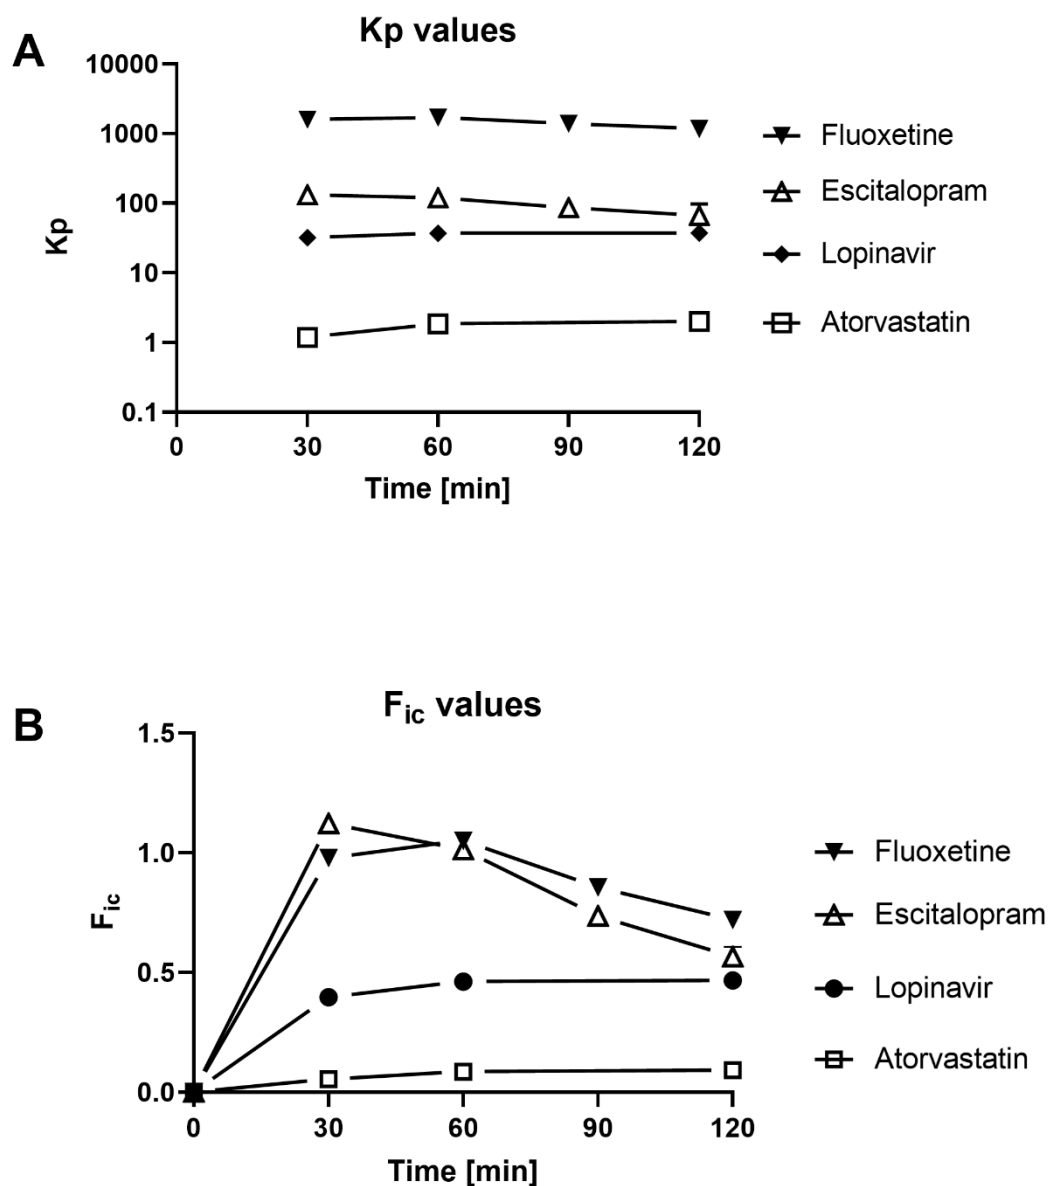 A
Kp values
10000
1000
100
10
1
0.1
Kp
0 30 60 90 120
Time [min]
Fluoxetine
Escitalopram
Lopinavir
Atorvastatin
B
Fic values
1.5
1.0
0.5
0.0
Fic
0 30 60 90 120
Time [min]
Fluoxetine
Escitalopram
Lopinavir
Atorvastatin